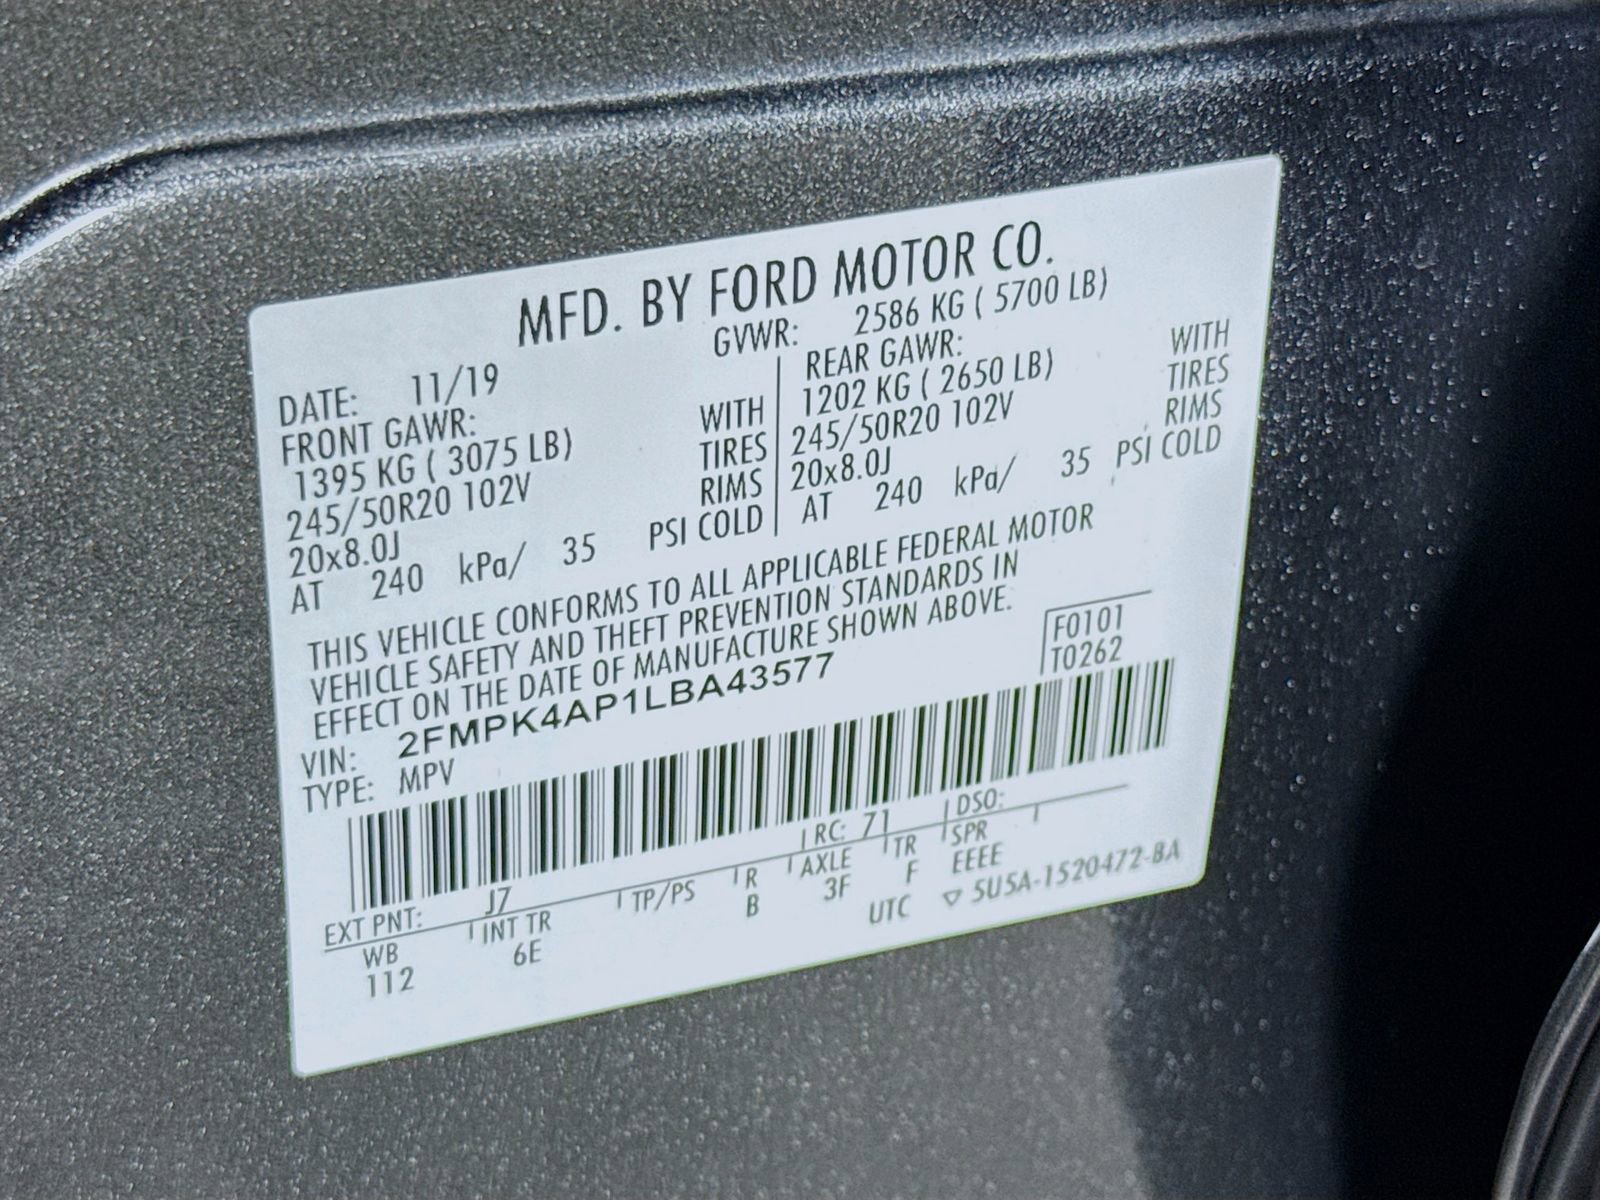 MFD. BY FORD MOTOR CO.
DATE: 11/19
GVWR: 2586 KG ( 5700 LB)
FRONT GAWR:
1395 KG ( 3075 LB) WITH
245/50R20 102V TIRES
20x8.0J RIMS
AT 240 kPa/ 35 PSI COLD
REAR GAWR:
1202 KG ( 2650 LB) WITH
245/50R20 102V TIRES
20x8.0J RIMS
AT 240 kPa/ 35 PSI COLD
THIS VEHICLE CONFORMS TO ALL APPLICABLE FEDERAL MOTOR
VEHICLE SAFETY AND THEFT PREVENTION STANDARDS IN
EFFECT ON THE DATE OF MANUFACTURE SHOWN ABOVE.
F0101
T0262
VIN: 2FMPK4AP1LBA43577
TYPE: MPV
EXT PNT: J7 RC: 71 DSO:
WB INT TR TP/PS R AXLE TR SPR
112 6E B 3F F EEEE
UTC ▽ 5U5A-1520472-BA